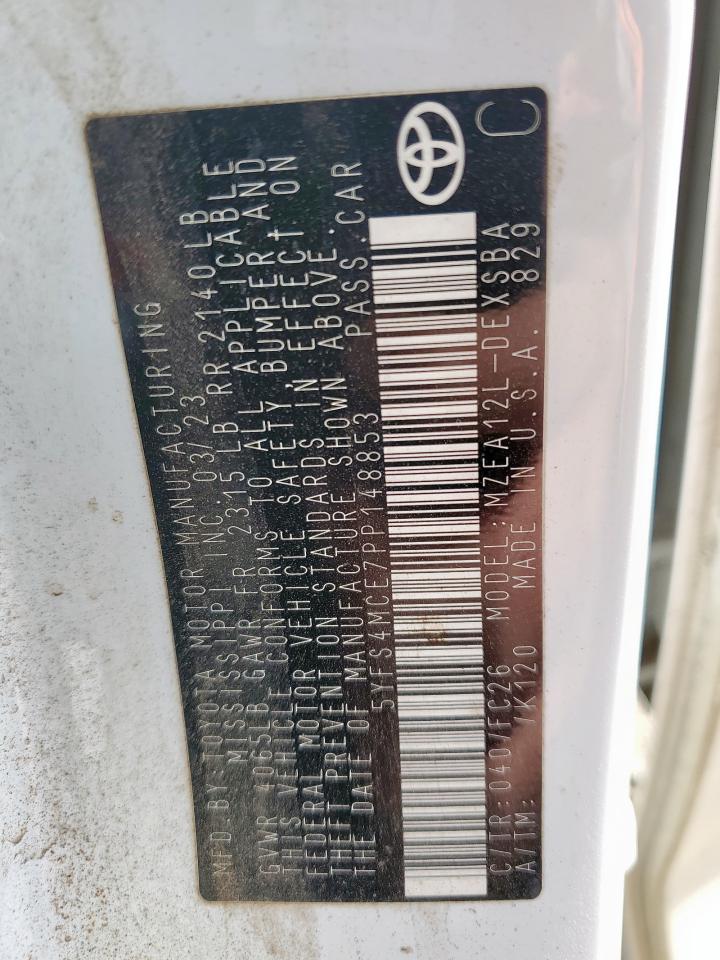 MFD. BY: TOYOTA MOTOR MANUFACTURING
MISSISSIPPI INC. 03/23
GVWR 4065LB GAWR FR 2315 LB RR 2140LB
THIS VEHICLE CONFORMS TO ALL APPLICABLE
FEDERAL MOTOR VEHICLE SAFETY, BUMPER, AND
THEFT PREVENTION STANDARDS IN EFFECT ON
THE DATE OF MANUFACTURE SHOWN ABOVE.
5YFS4MCE7PP148853 PASS. CAR
C/TR: 040/FC26 MODEL: MZEA12L-DEXSBA
A/TM: /K120 MADE IN U.S.A. 829
C